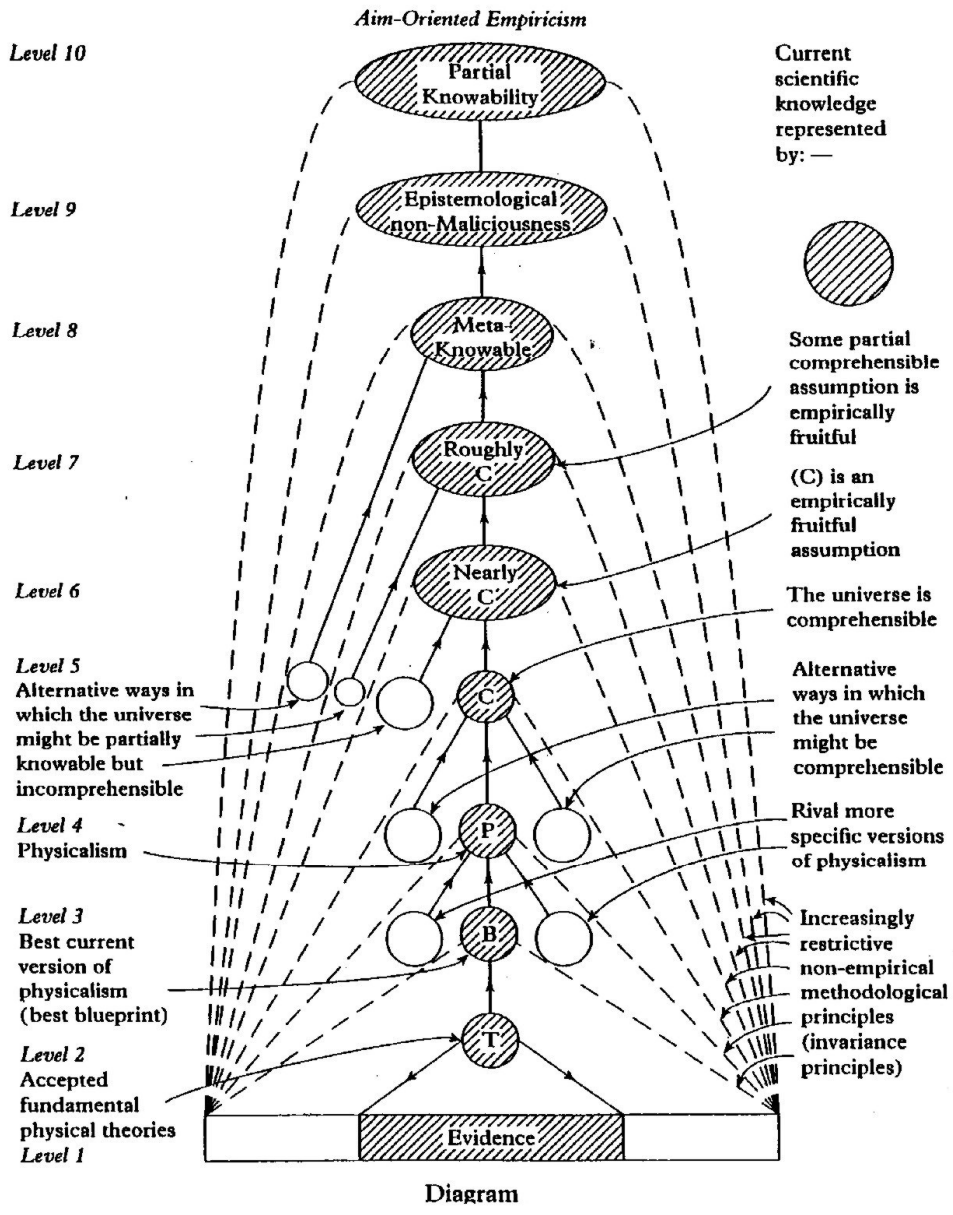 Aim-Oriented Empiricism
Level 10
Partial
Knowability
Current
scientific
knowledge
represented
by: —
Level 9
Epistemological
non-Maliciousness
Level 8
Meta-
Knowable
Some partial
comprehensible
assumption is
empirically
fruitful
Level 7
Roughly
C
(C) is an
empirically
fruitful
assumption
Level 6
Nearly
C
The universe is
comprehensible
Level 5
Alternative ways in
which the universe
might be partially
knowable but
incomprehensible
C
Alternative
ways in which
the universe
might be
comprehensible
Level 4
Physicalism
P
Rival more
specific versions
of physicalism
Level 3
Best current
version of
physicalism
(best blueprint)
B
Increasingly
restrictive
non-empirical
methodological
principles
(invariance
principles)
Level 2
Accepted
fundamental
physical theories
T
Level 1
Evidence
Diagram